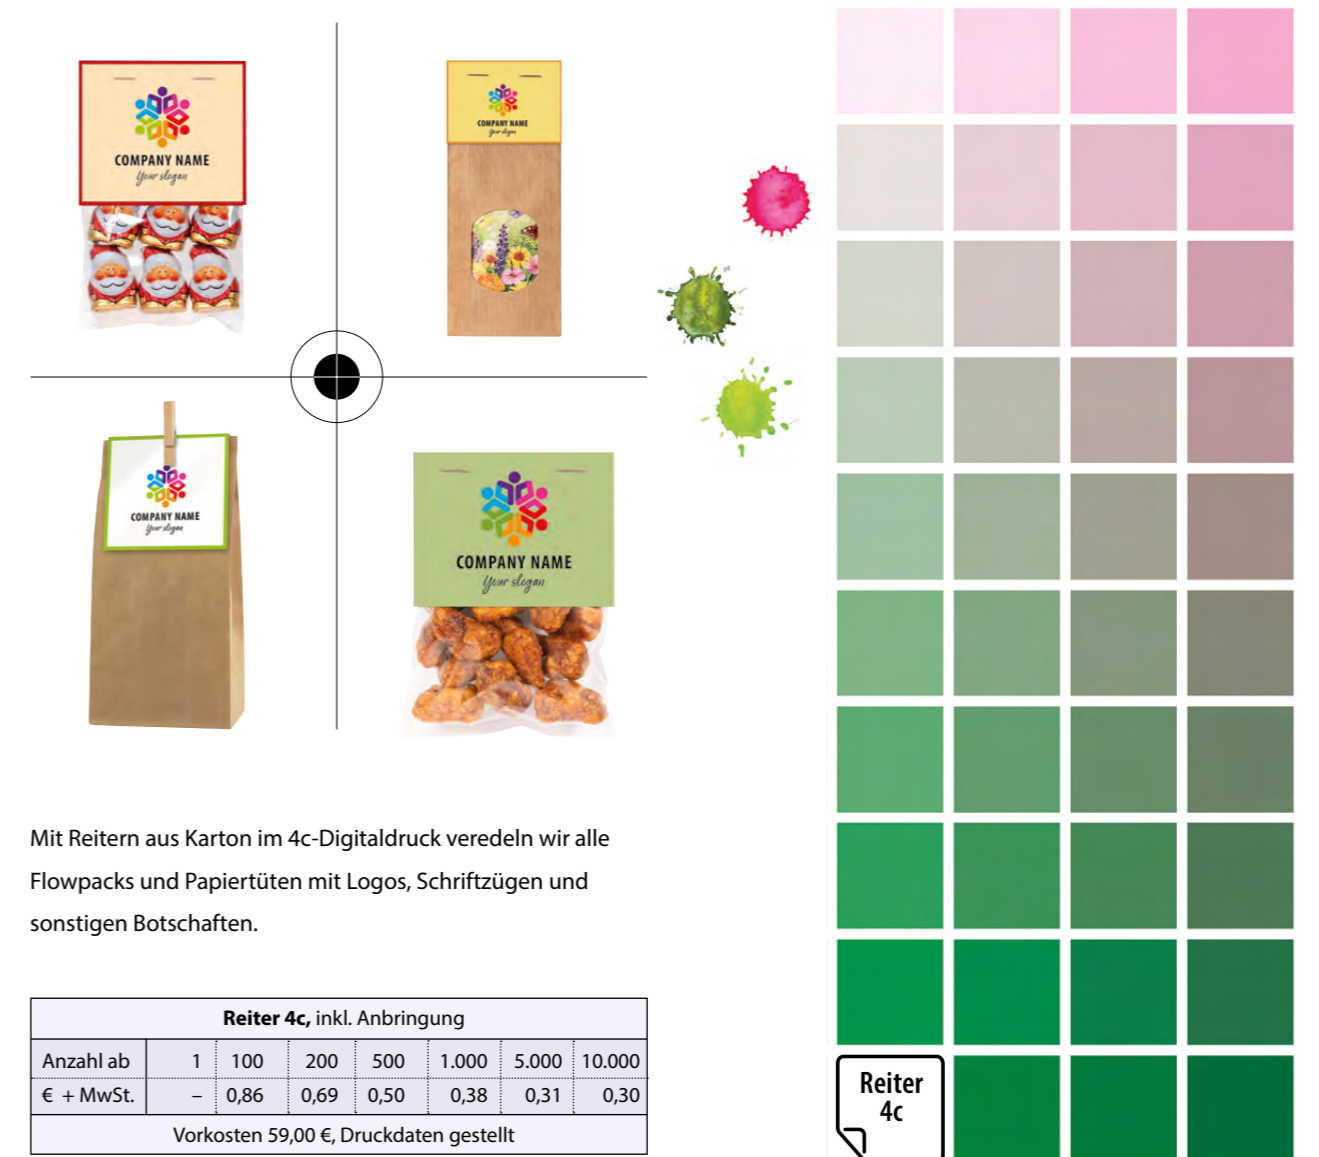 COMPANY NAME
Your slogan
COMPANY NAME
Your slogan
COMPANY NAME
Your slogan
COMPANY NAME
Your slogan
Mit Reitern aus Karton im 4c-Digitaldruck veredeln wir alle
Flowpacks und Papiertüten mit Logos, Schriftzügen und
sonstigen Botschaften.
Reiter 4c, inkl. Anbringung
Anzahl ab 1 100 200 500 1.000 5.000 10.000
€ + MwSt. – 0,86 0,69 0,50 0,38 0,31 0,30
Vorkosten 59,00 €, Druckdaten gestellt
Reiter
4c